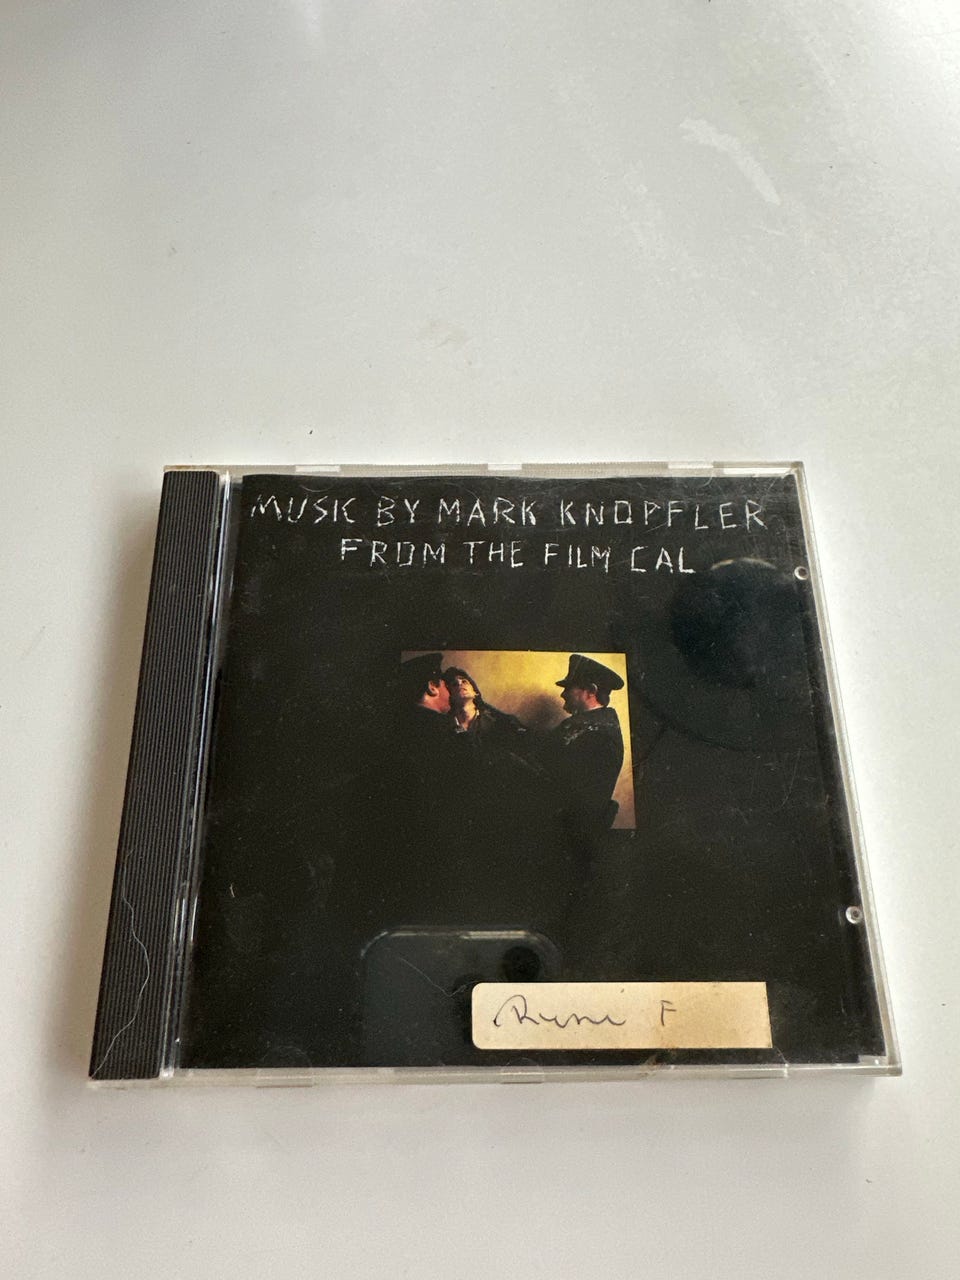 MUSIC BY MARK KNOPFLER
FROM THE FILM CAL
F